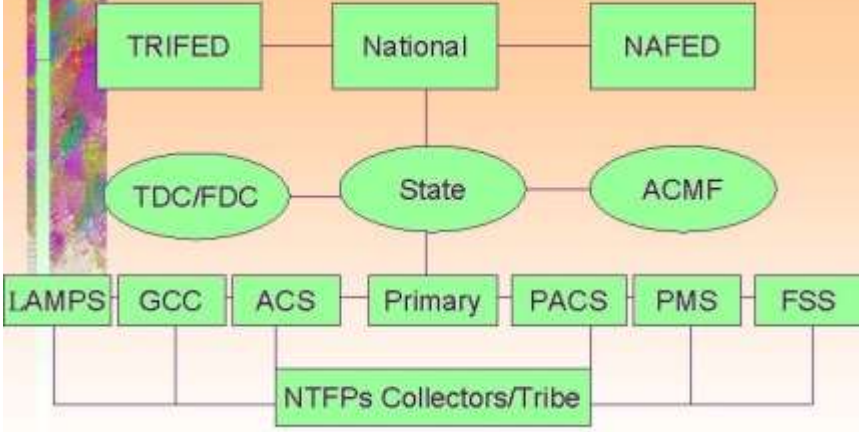 TRIFED National NAFED
TDC/FDC State ACMF
LAMPS GCC ACS Primary PACS PMS FSS
NTFPs Collectors/Tribe